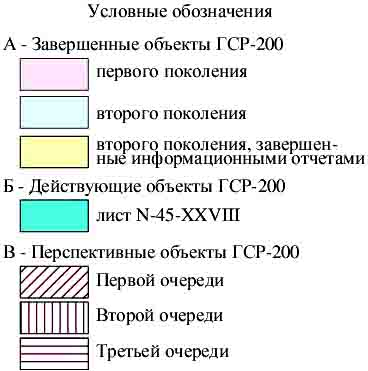 Условные обозначения
А - Завершенные объекты ГСР-200
первого поколения
второго поколения
второго поколения, завершен-
ные информационными отчетами
Б - Действующие объекты ГСР-200
лист N-45-XXVIII
В - Перспективные объекты ГСР-200
Первой очереди
Второй очереди
Третьей очереди